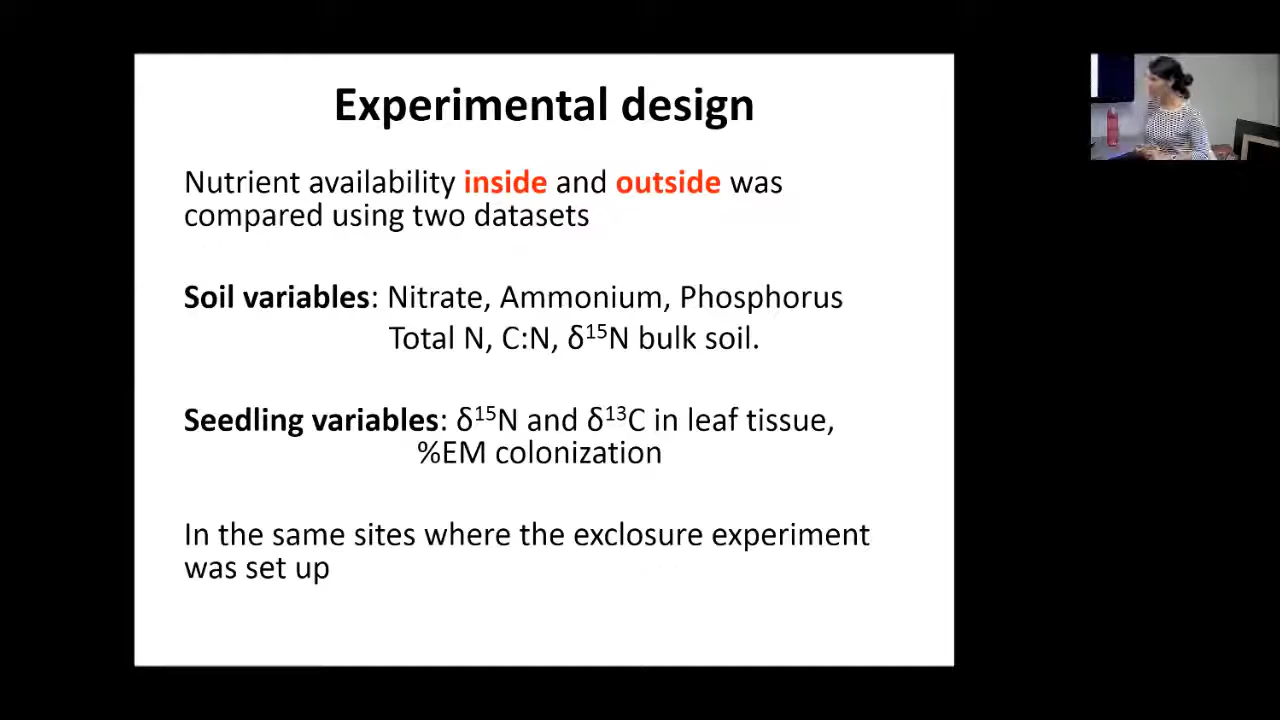 Experimental design
Nutrient availability inside and outside was
compared using two datasets
Soil variables: Nitrate, Ammonium, Phosphorus
Total N, C:N, δ¹⁵N bulk soil.
Seedling variables: δ¹⁵N and δ¹³C in leaf tissue,
%EM colonization
In the same sites where the exclosure experiment
was set up